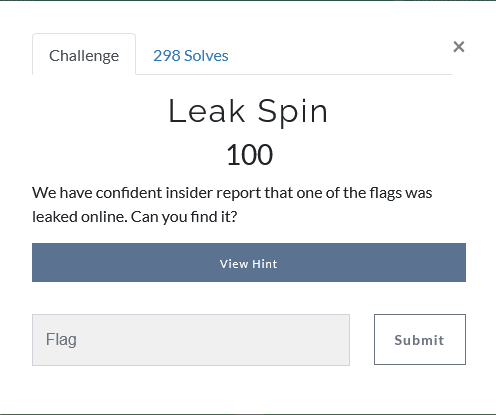 Challenge
298 Solves
×
Leak Spin
100
We have confident insider report that one of the flags was
leaked online. Can you find it?
View Hint
Flag
Submit